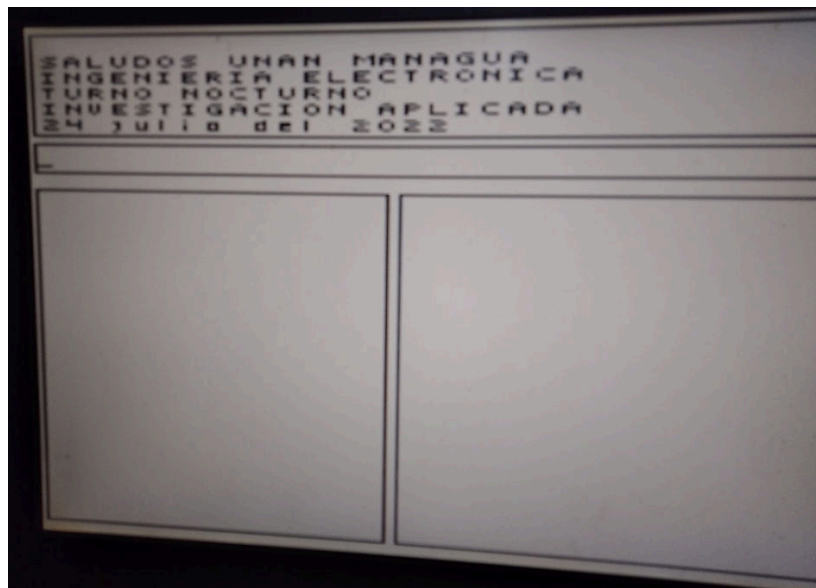 SALUDOS UNAN MANAGUA
INGENIERIA ELECTRONICA
TURNO NOCTURNO
INVESTIGACION APLICADA
24 julio del 2022
_